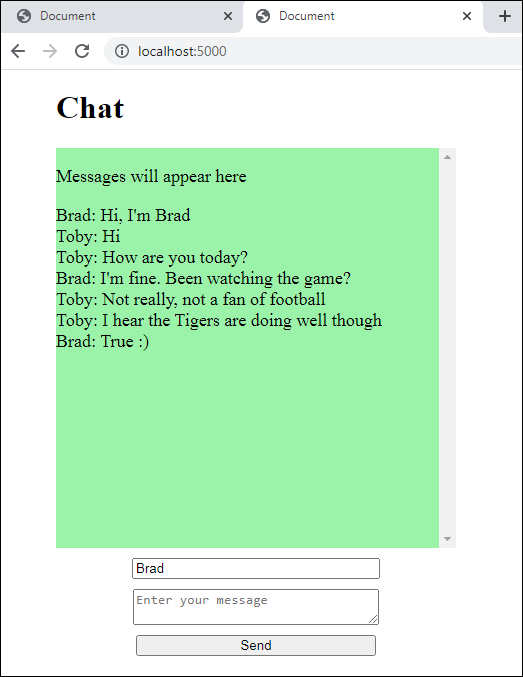 Document
Document
localhost:5000
Chat
Messages will appear here
Brad: Hi, I'm Brad
Toby: Hi
Toby: How are you today?
Brad: I'm fine. Been watching the game?
Toby: Not really, not a fan of football
Toby: I hear the Tigers are doing well though
Brad: True :)
Brad
Enter your message
Send